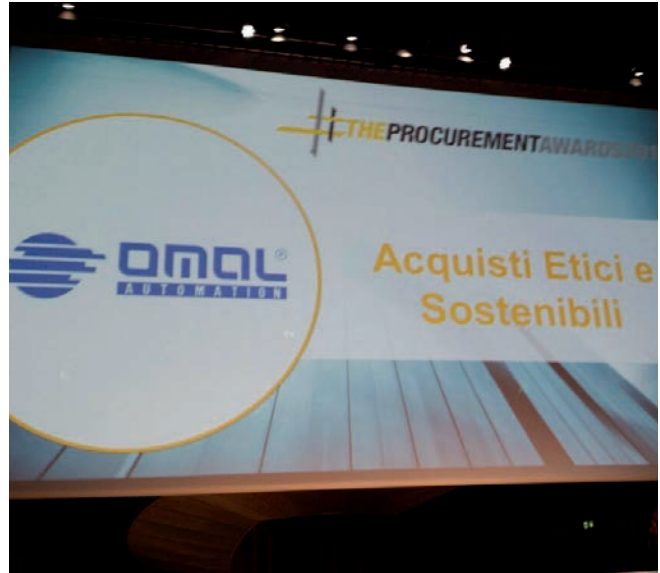 THEPROCUREMENTAWARDS
OMAL®
AUTOMATION
Acquisti Etici e
Sostenibili